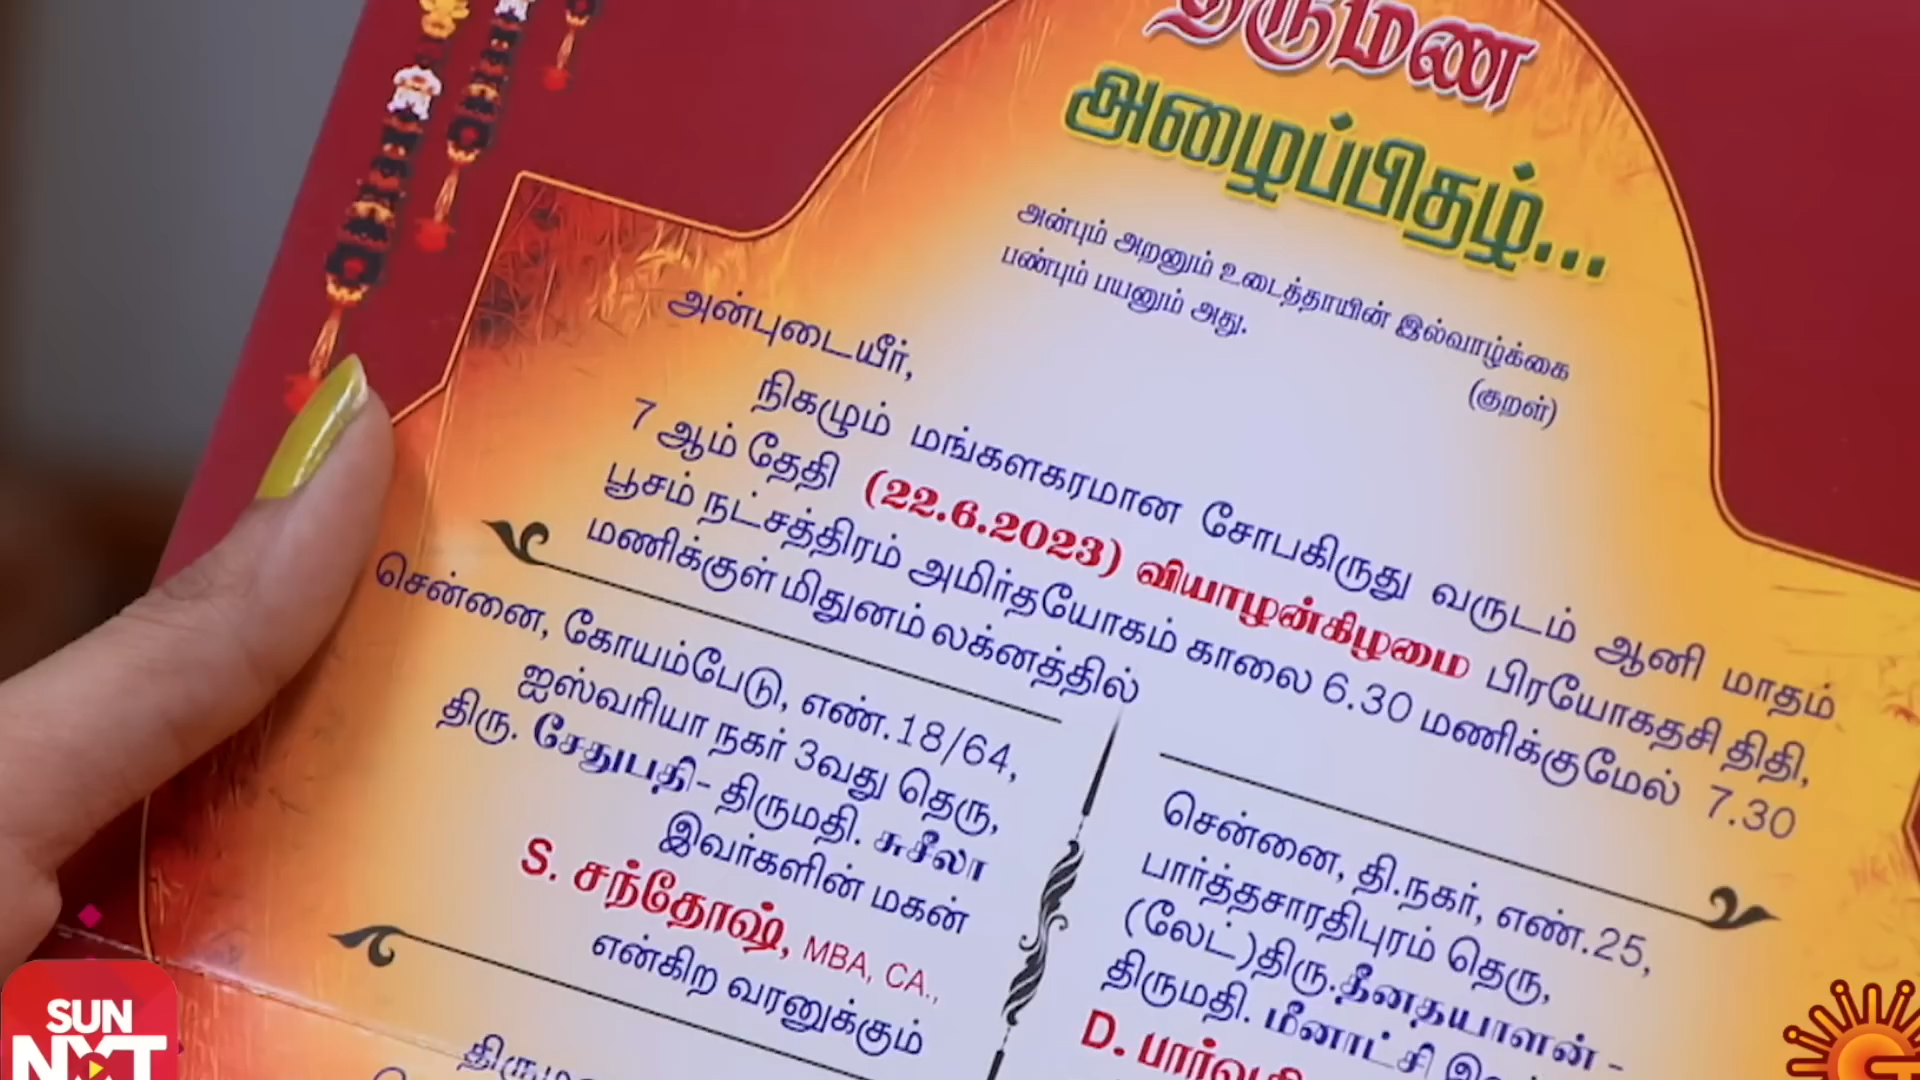 திருமண
அழைப்பிதழ்...
அன்பும் அறனும் உடைத்தாயின் இல்வாழ்க்கை
பண்பும் பயனும் அது.
(குறள்)
அன்புடையீர்,
நிகழும் மங்களகரமான சோபகிருது வருடம் ஆனி மாதம்
7 ஆம் தேதி (22.6.2023) வியாழன்கிழமை பிரயோகதசி திதி,
பூசம் நட்சத்திரம் அமிர்தயோகம் காலை 6.30 மணிக்குமேல் 7.30
மணிக்குள் மிதுனம் லக்னத்தில்
சென்னை, கோயம்பேடு, எண்.18/64,
ஐஸ்வரியா நகர் 3வது தெரு,
திரு. சேதுபதி- திருமதி. சுசீலா
இவர்களின் மகன்
S. சந்தோஷ், MBA, CA.,
என்கிற வரனுக்கும்
சென்னை, தி.நகர், எண்.25,
பார்த்தசாரதிபுரம் தெரு,
(லேட்)திரு.தீனதயாளன் -
திருமதி. மீனாட்சி
D.
SUN
NXT